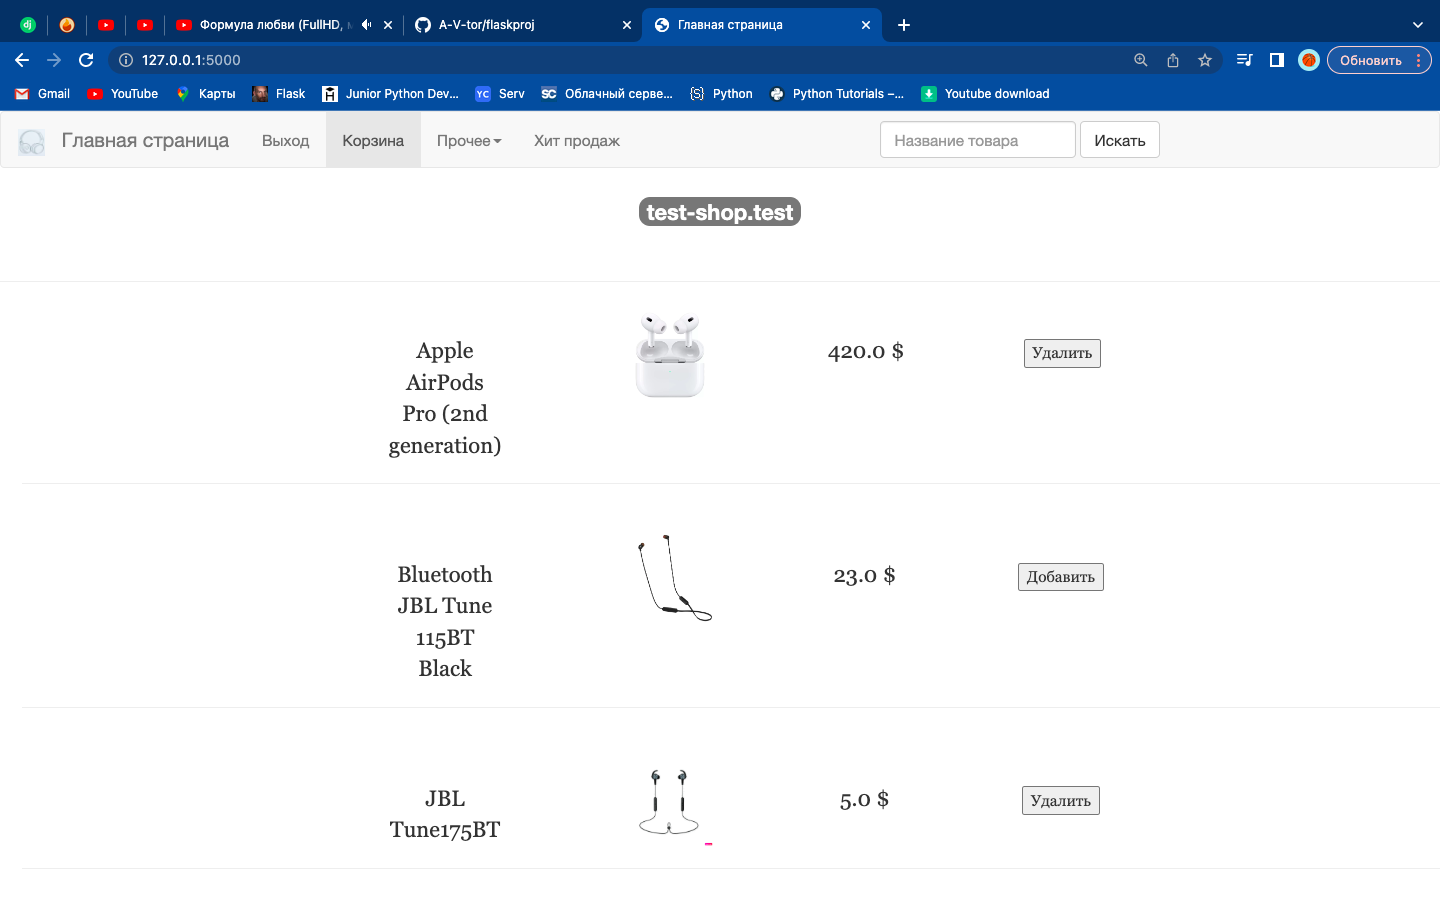 dj
Формула любви (FullHD,
A-V-tor/flaskproj
Главная страница
127.0.0.1:5000
Обновить
Gmail
YouTube
Карты
Flask
Junior Python Dev...
YC Serv
SC Облачный серве...
{S} Python
Python Tutorials –...
Youtube download
Главная страница
Выход
Корзина
Прочее
Хит продаж
Название товара
Искать
test-shop.test
Apple
AirPods
Pro (2nd
generation)
420.0 $
Удалить
Bluetooth
JBL Tune
115BT
Black
23.0 $
Добавить
JBL
Tune175BT
5.0 $
Удалить